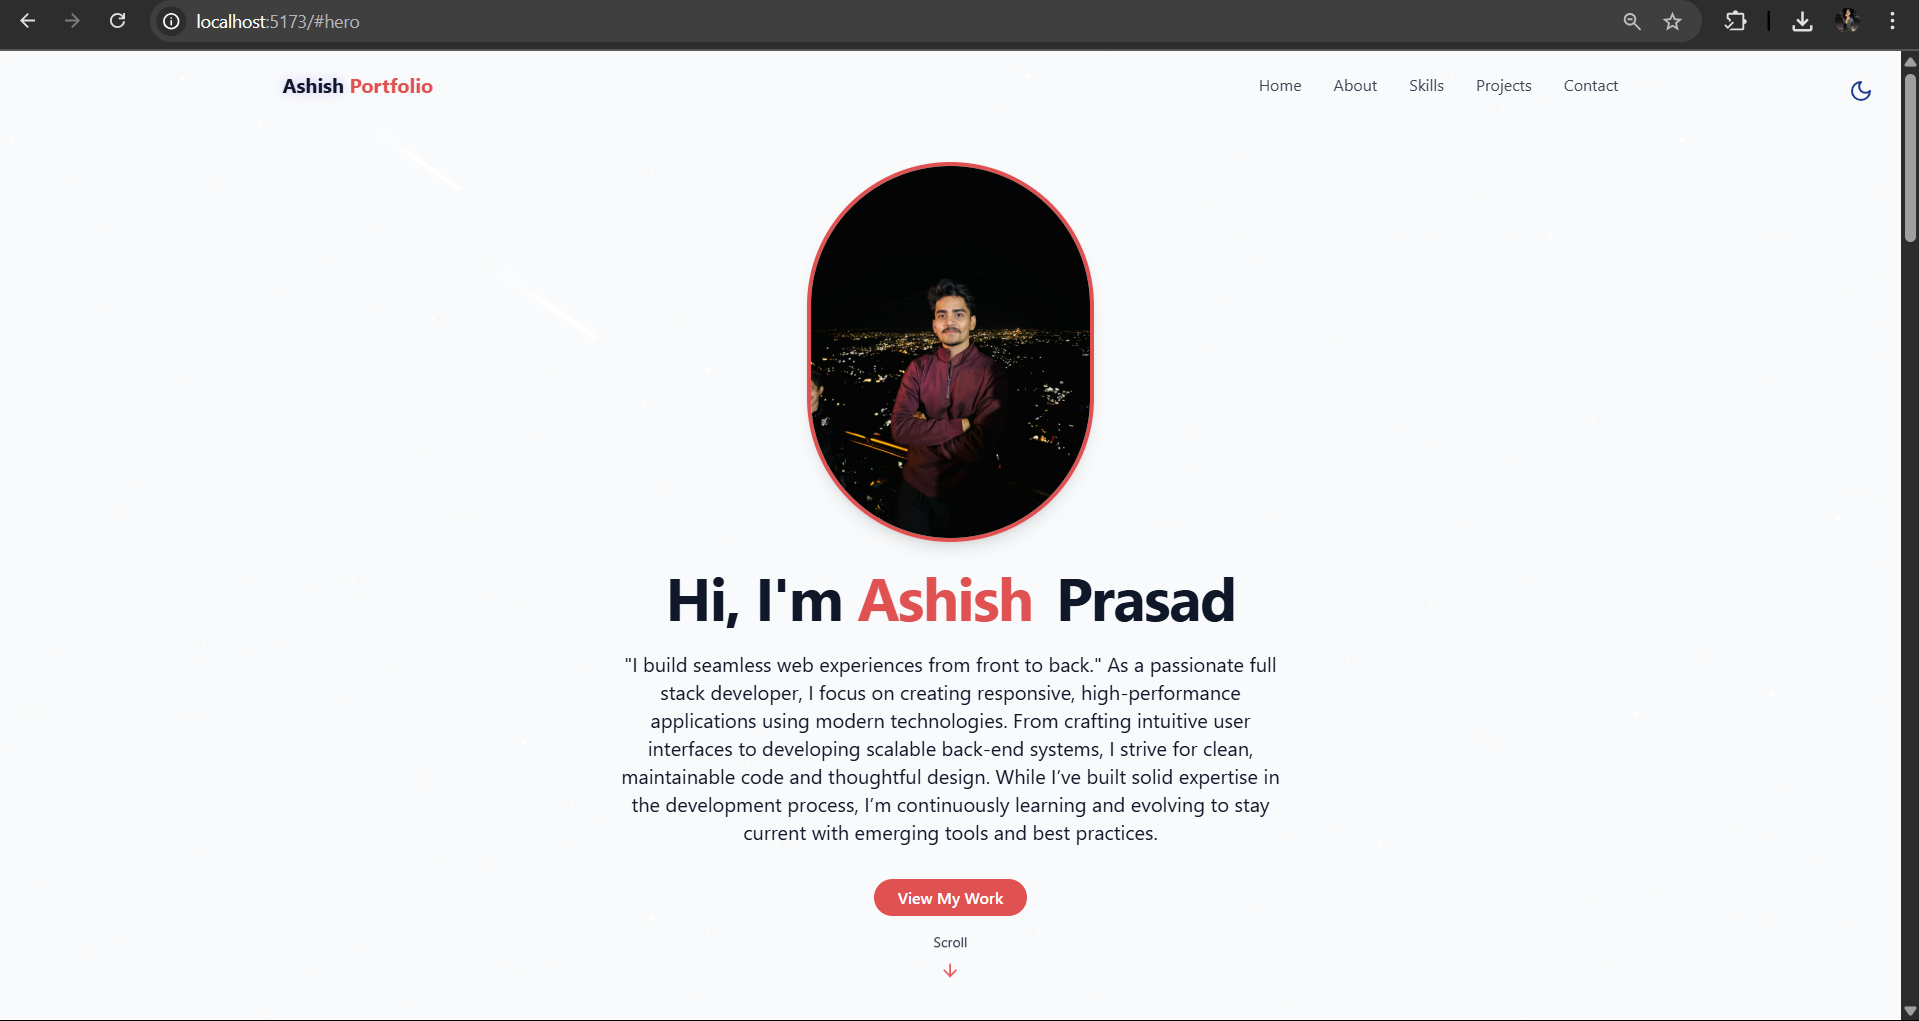 localhost:5173/#hero
Ashish Portfolio
Home About Skills Projects Contact
Hi, I'm Ashish Prasad
"I build seamless web experiences from front to back." As a passionate full
stack developer, I focus on creating responsive, high-performance
applications using modern technologies. From crafting intuitive user
interfaces to developing scalable back-end systems, I strive for clean,
maintainable code and thoughtful design. While I’ve built solid expertise in
the development process, I’m continuously learning and evolving to stay
current with emerging tools and best practices.
View My Work
Scroll